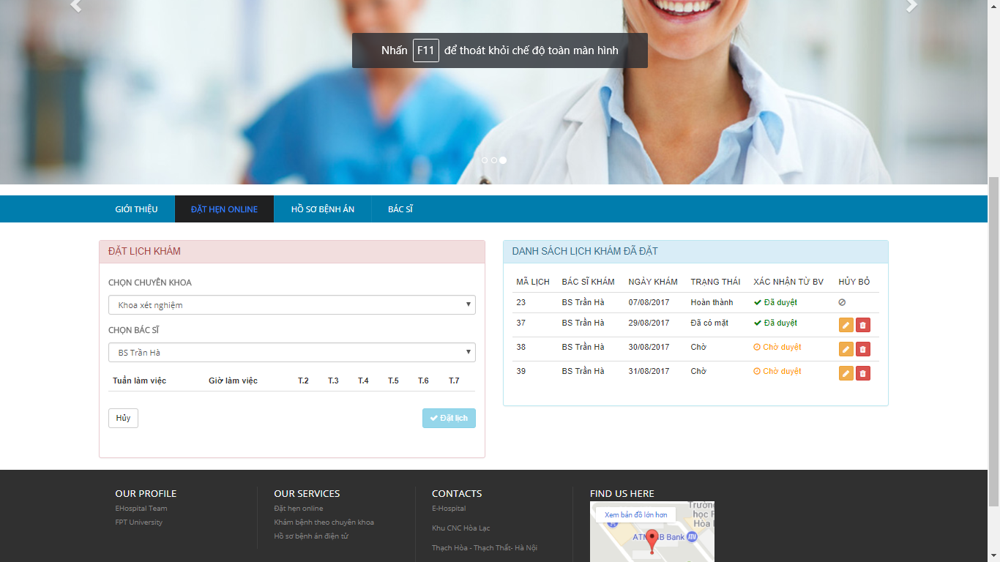 Nhấn F11 để thoát khỏi chế độ toàn màn hình
GIỚI THIỆU ĐẶT HẸN ONLINE HỒ SƠ BỆNH ÁN BÁC SĨ
ĐẶT LỊCH KHÁM
CHỌN CHUYÊN KHOA
Khoa xét nghiệm
CHỌN BÁC SĨ
BS Trần Hà
Tuần làm việc Giờ làm việc T.2 T.3 T.4 T.5 T.6 T.7
Hủy Đặt lịch
DANH SÁCH LỊCH KHÁM ĐÃ ĐẶT
MÃ LỊCH BÁC SĨ KHÁM NGÀY KHÁM TRẠNG THÁI XÁC NHẬN TỪ BV HỦY BỎ
23 BS Trần Hà 07/08/2017 Hoàn thành Đã duyệt
37 BS Trần Hà 29/08/2017 Đã có mặt Đã duyệt
38 BS Trần Hà 30/08/2017 Chờ Chờ duyệt
39 BS Trần Hà 31/08/2017 Chờ Chờ duyệt
OUR PROFILE
EHospital Team
FPT University
OUR SERVICES
Đặt hẹn online
Khám bệnh theo chuyên khoa
Hồ sơ bệnh án điện tử
CONTACTS
E-Hospital
Khu CNC Hòa Lạc
Thạch Hòa - Thạch Thất- Hà Nội
FIND US HERE
Xem bản đồ lớn hơn
Trường
học F
Hòa
ATM
B Bank
ATM